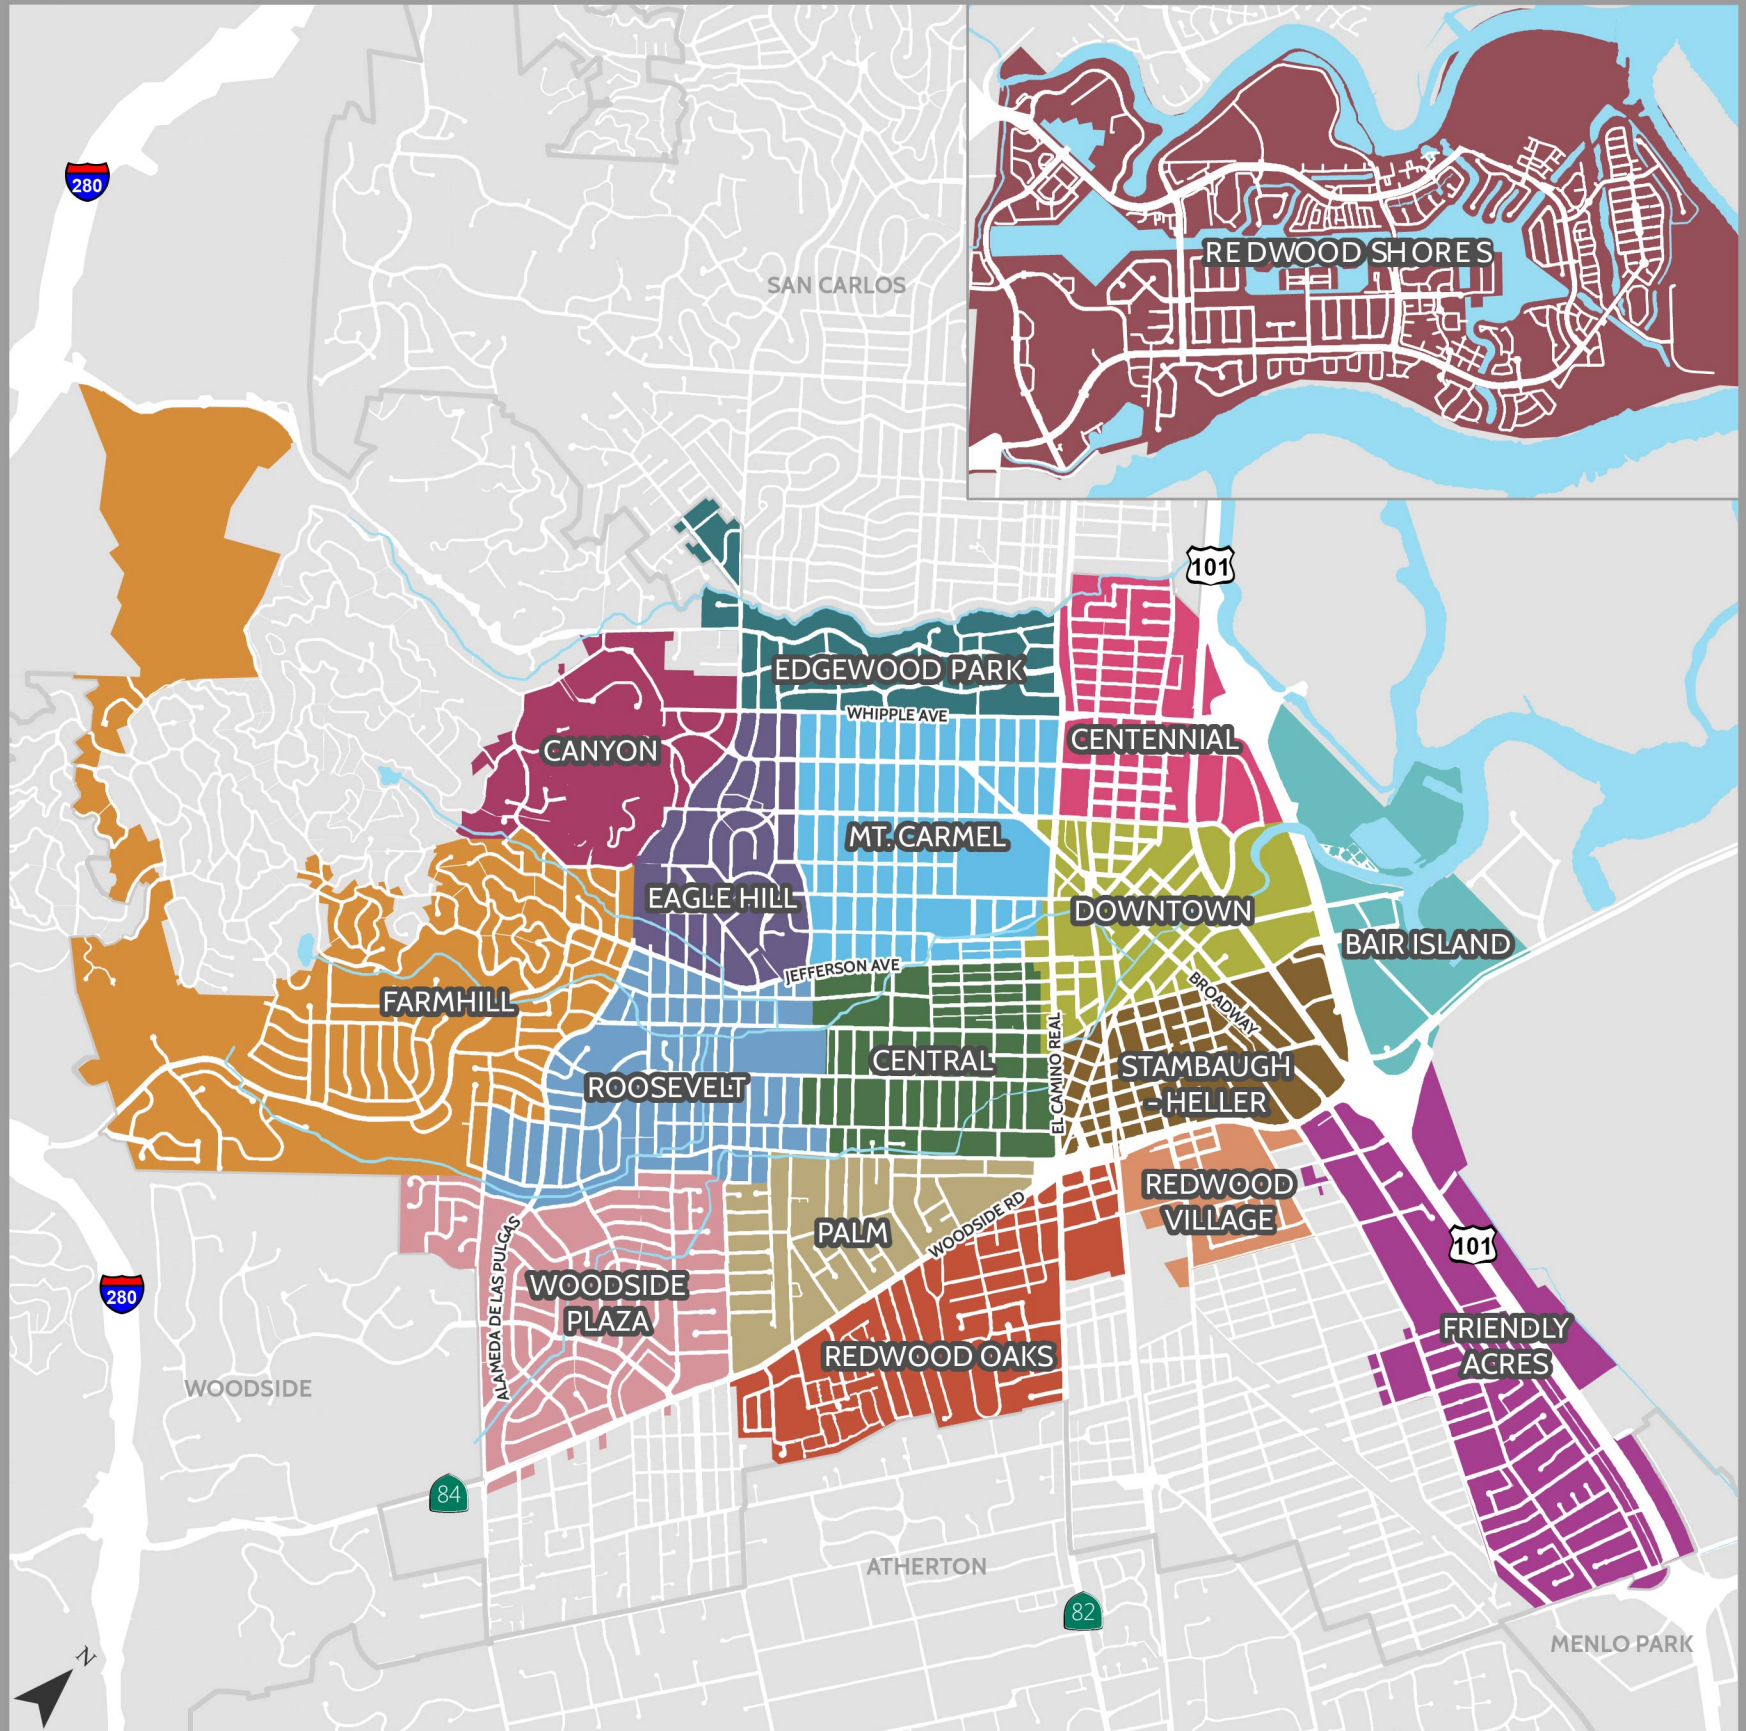 280
SAN CARLOS
REDWOOD SHORES
101
EDGEWOOD PARK
WHIPPLE AVE
CANYON
CENTENNIAL
MT. CARMEL
EAGLE HILL
DOWNTOWN
BAIR ISLAND
JEFFERSON AVE
BROADWAY
FARMHILL
CENTRAL
EL CAMINO REAL
STAMBAUGH
- HELLER
ROOSEVELT
REDWOOD
VILLAGE
PALM
WOODSIDE RD
ALAMEDA DE LAS PULGAS
WOODSIDE
PLAZA
101
280
FRIENDLY
ACRES
REDWOOD OAKS
WOODSIDE
84
ATHERTON
82
MENLO PARK
N